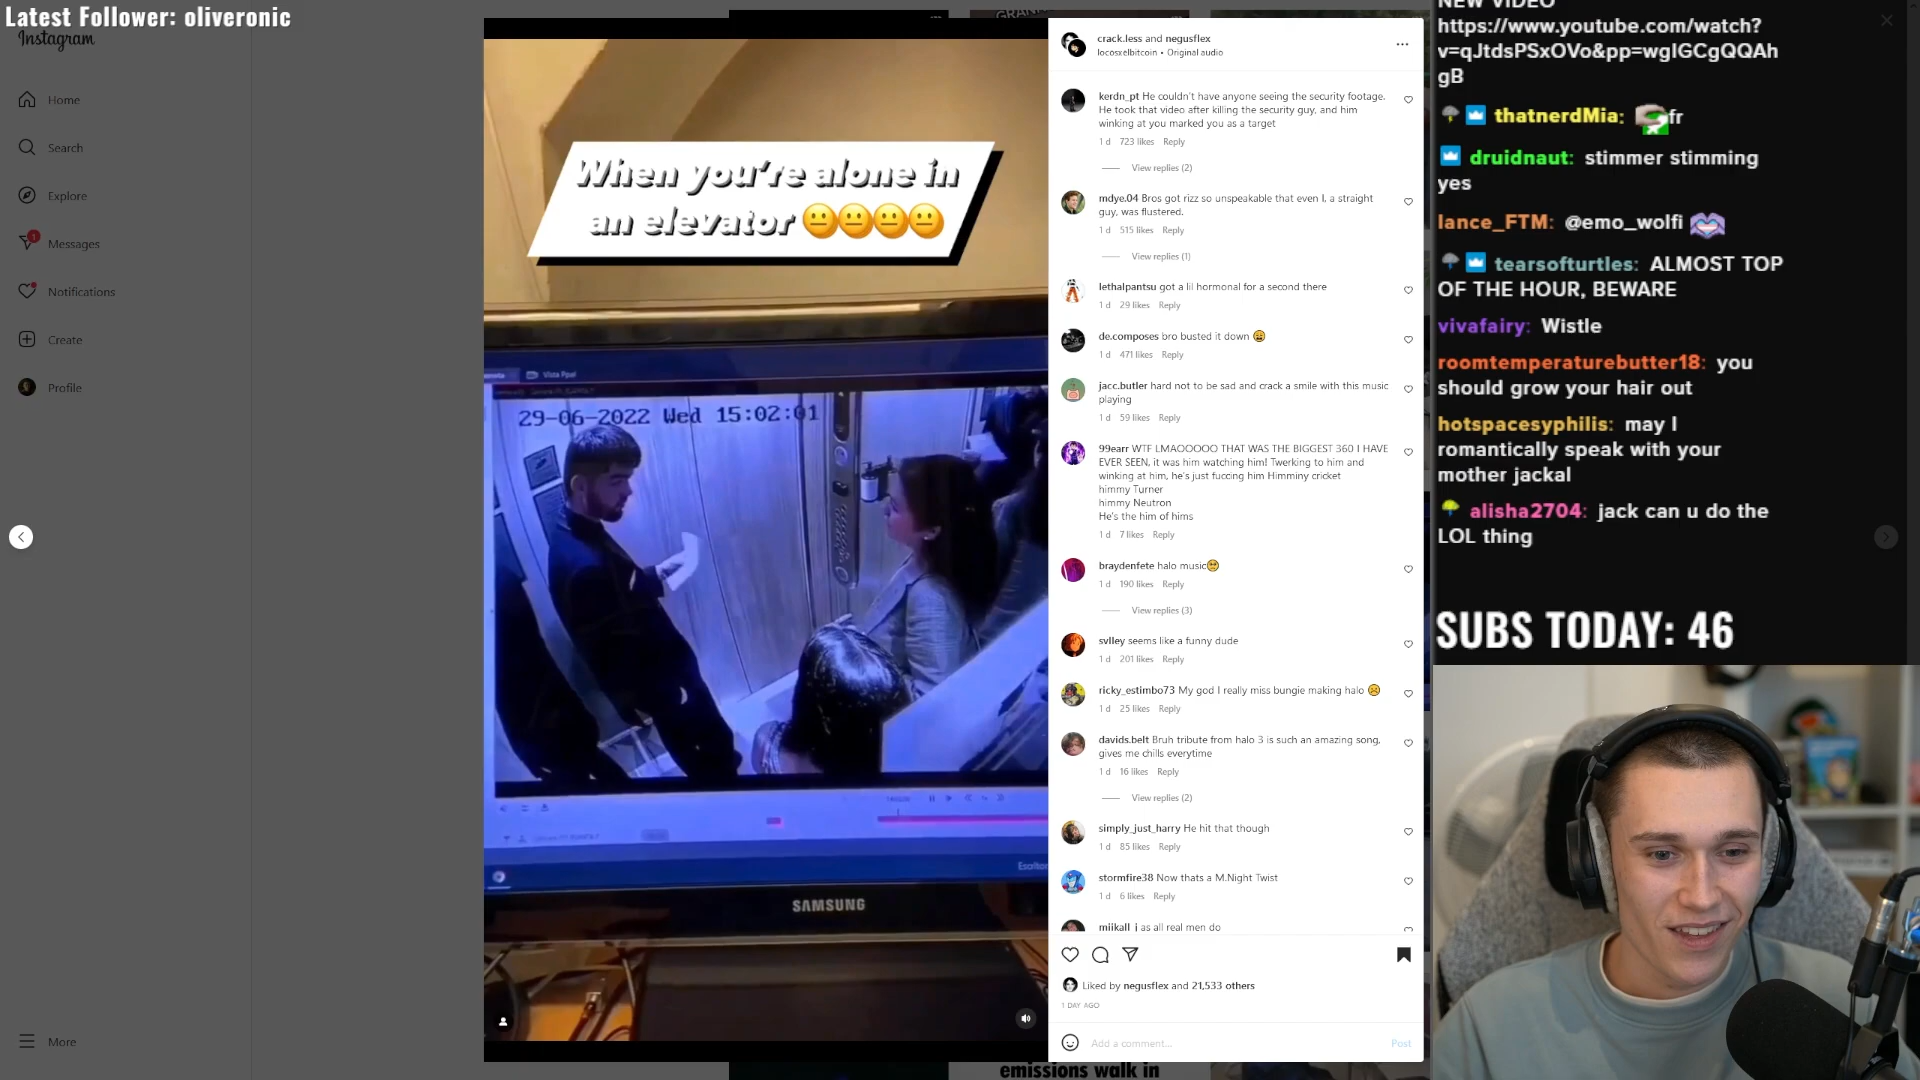 Latest Follower: oliveronic
Instagram
Home
Search
Explore
1
Messages
Notifications
Create
Profile
More
When you're alone in
an elevator 😐😐😐😐
Vista Ppal
29-06-2022 Wed 15:02:01
SAMSUNG
crack.less and negusflex
locosxelbitcoin • Original audio
kerdn_pt He couldn't have anyone seeing the security footage.
He took that video after killing the security guy, and him
winking at you marked you as a target
1 d 723 likes Reply
View replies (2)
mdye.04 Bros got rizz so unspeakable that even I, a straight
guy, was flustered.
1 d 515 likes Reply
View replies (1)
lethalpantsu got a lil hormonal for a second there
1 d 29 likes Reply
de.composes bro busted it down 😩
1 d 471 likes Reply
jacc.butler hard not to be sad and crack a smile with this music
playing
1 d 59 likes Reply
99earr WTF LMAOOOOO THAT WAS THE BIGGEST 360 I HAVE
EVER SEEN, it was him watching him! Twerking to him and
winking at him, he's just fuccing him Himminy cricket
himmy Turner
himmy Neutron
He's the him of hims
1 d 7 likes Reply
braydenfete halo music🥹
1 d 190 likes Reply
View replies (3)
svlley seems like a funny dude
1 d 201 likes Reply
ricky_estimbo73 My god I really miss bungie making halo ☹️
1 d 25 likes Reply
davids.belt Bruh tribute from halo 3 is such an amazing song,
gives me chills everytime
1 d 16 likes Reply
View replies (2)
simply_just_harry He hit that though
1 d 85 likes Reply
stormfire38 Now thats a M.Night Twist
1 d 6 likes Reply
miikall_j as all real men do
Liked by negusflex and 21,533 others
1 DAY AGO
Add a comment...
Post
emissions walk in
NEW VIDEO
https://www.youtube.com/watch?
v=qJtdsPSxOVo&pp=wgIGCgQQAh
gB
thatnerdMia: fr
druidnaut: stimmer stimming
yes
lance_FTM: @emo_wolfi
tearsofturtles: ALMOST TOP
OF THE HOUR, BEWARE
vivafairy: Wistle
roomtemperaturebutter18: you
should grow your hair out
hotspacesyphilis: may I
romantically speak with your
mother jackal
alisha2704: jack can u do the
LOL thing
SUBS TODAY: 46